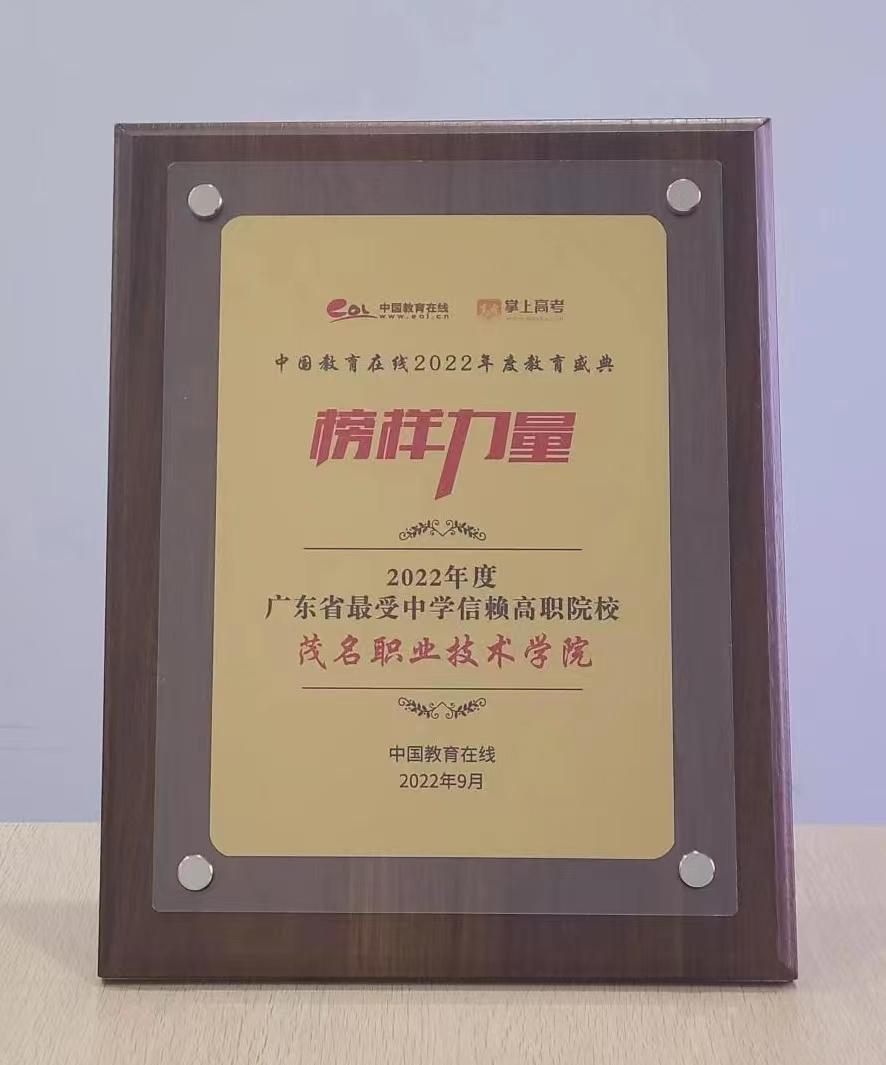 eol 中国教育在线 掌上高考
www.eol.cn
中国教育在线2022年度教育盛典
榜样力量
2022年度
广东省最受中学信赖高职院校
茂名职业技术学院
中国教育在线
2022年9月